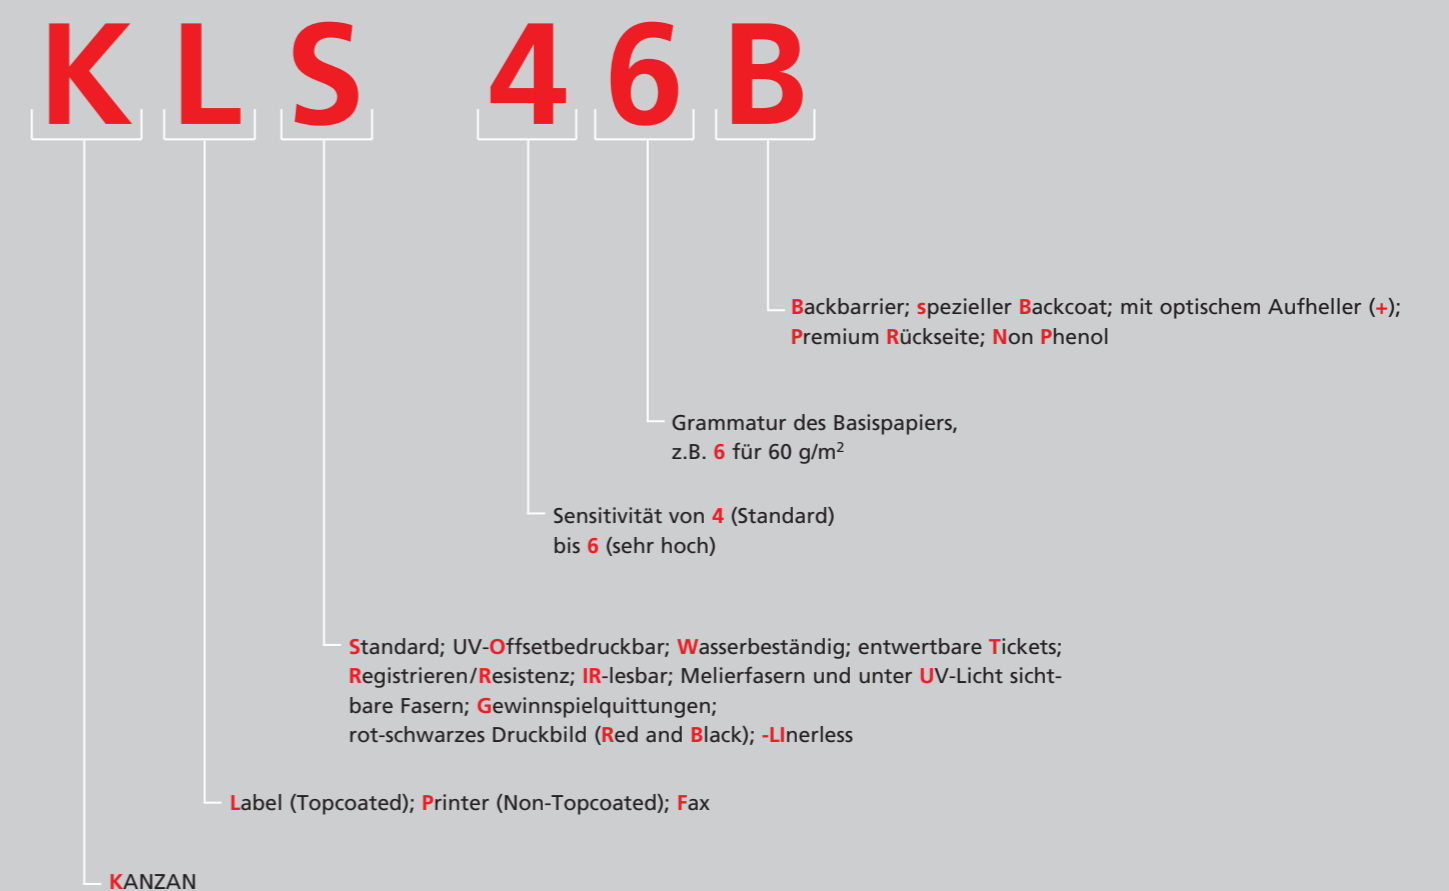 KLS 46B
Backbarrier; spezieller Backcoat; mit optischem Aufheller (+);
Premium Rückseite; Non Phenol
Grammatur des Basispapiers,
z.B. 6 für 60 g/m²
Sensitivität von 4 (Standard)
bis 6 (sehr hoch)
Standard; UV-Offsetbedruckbar; Wasserbeständig; entwertbare Tickets;
Registrieren/Resistenz; IR-lesbar; Melierfasern und unter UV-Licht sicht-
bare Fasern; Gewinnspielquittungen;
rot-schwarzes Druckbild (Red and Black); -LInerless
Label (Topcoated); Printer (Non-Topcoated); Fax
KANZAN